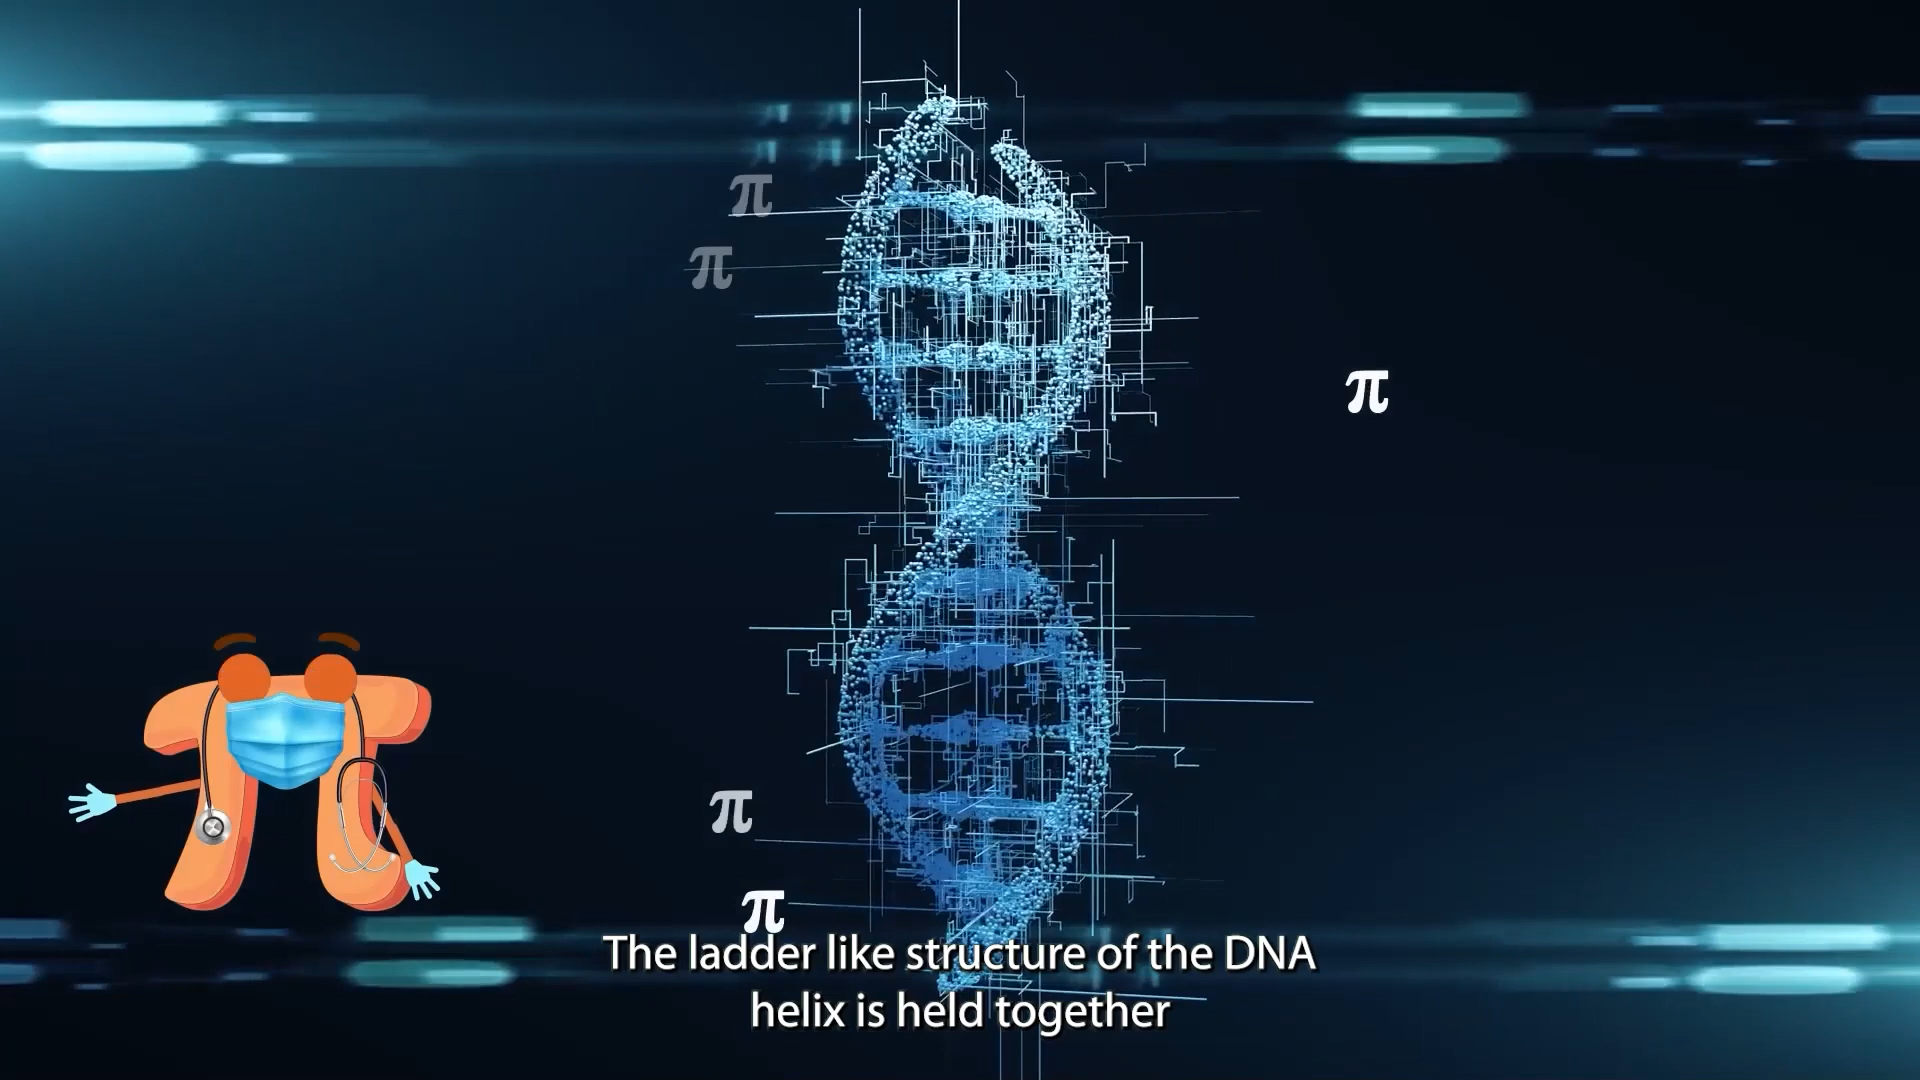 π
π
π
π
π
The ladder like structure of the DNA
helix is held together